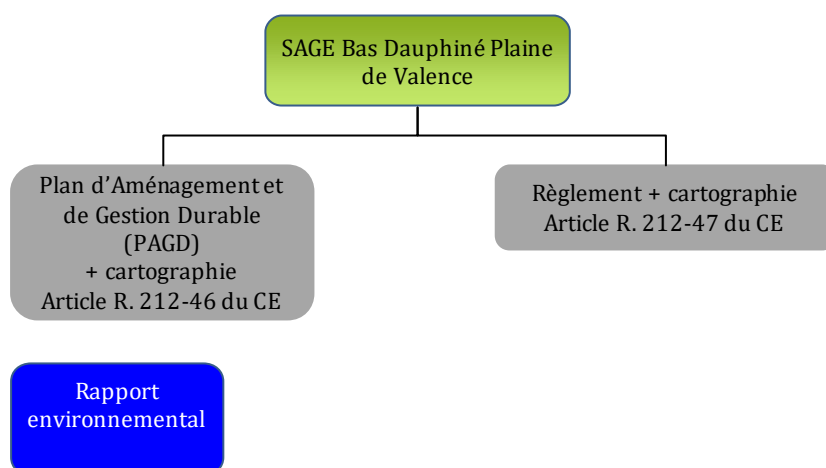 SAGE Bas Dauphiné Plaine
de Valence
Plan d'Aménagement et
de Gestion Durable
(PAGD)
+ cartographie
Article R. 212-46 du CE
Règlement + cartographie
Article R. 212-47 du CE
Rapport
environnemental